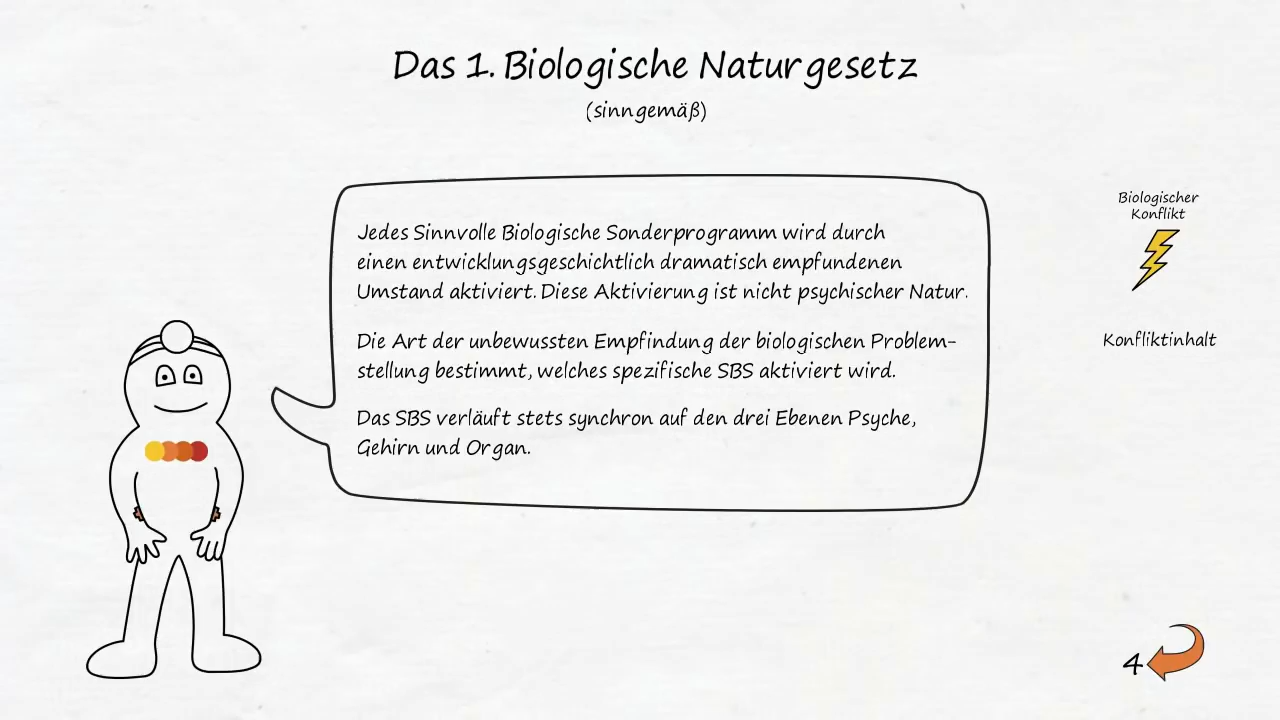 Das 1. Biologische Naturgesetz
(sinngemäß)
Jedes Sinnvolle Biologische Sonderprogramm wird durch
einen entwicklungsgeschichtlich dramatisch empfundenen
Umstand aktiviert. Diese Aktivierung ist nicht psychischer Natur.
Die Art der unbewussten Empfindung der biologischen Problem-
stellung bestimmt, welches spezifische SBS aktiviert wird.
Das SBS verläuft stets synchron auf den drei Ebenen Psyche,
Gehirn und Organ.
Biologischer
Konflikt
Konfliktinhalt
4